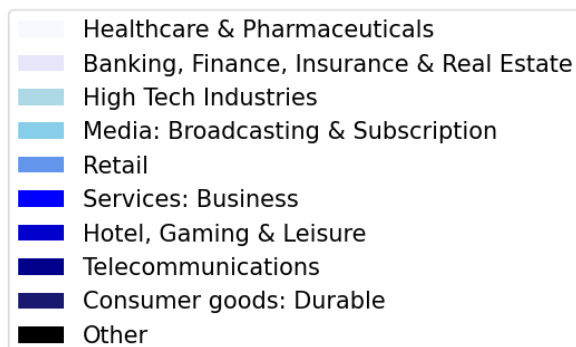 Healthcare & Pharmaceuticals
Banking, Finance, Insurance & Real Estate
High Tech Industries
Media: Broadcasting & Subscription
Retail
Services: Business
Hotel, Gaming & Leisure
Telecommunications
Consumer goods: Durable
Other